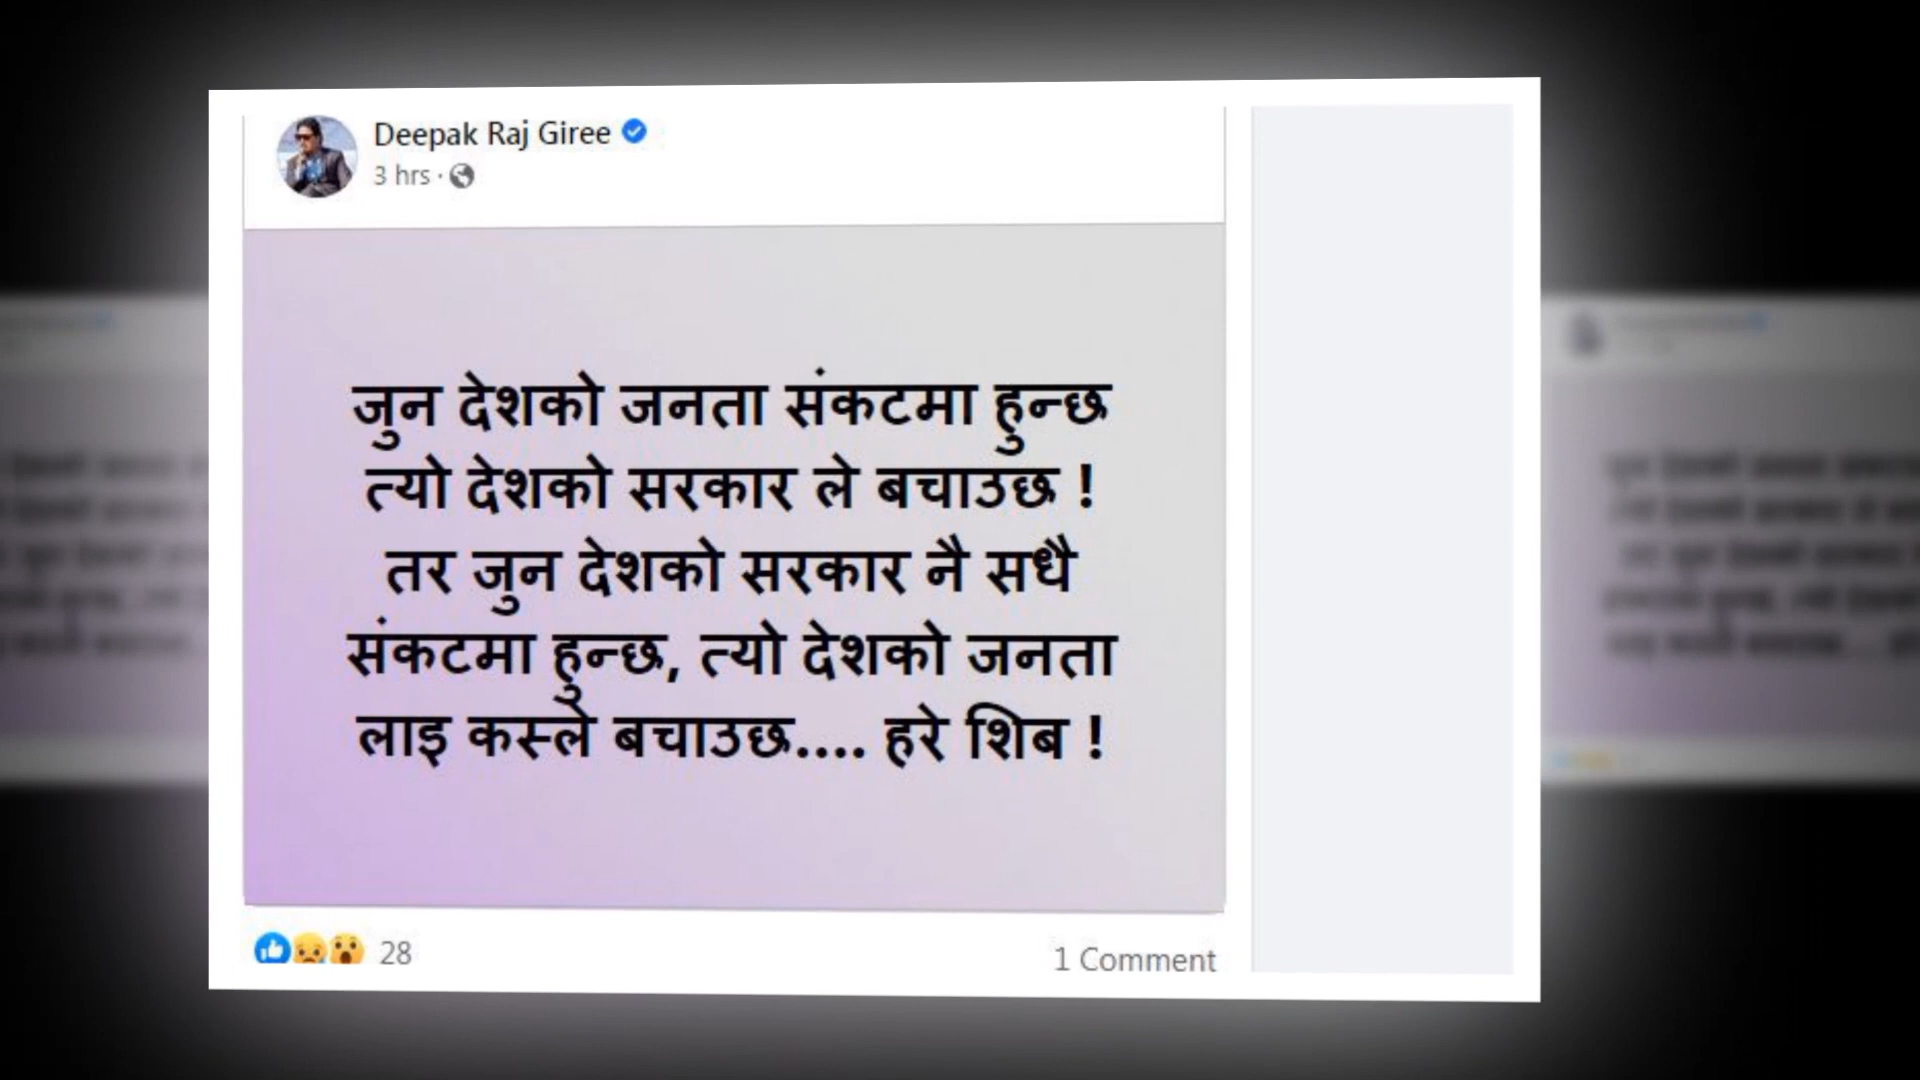 Deepak Raj Giree
3 hrs ·
जुन देशको जनता संकटमा हुन्छ
त्यो देशको सरकार ले बचाउछ !
तर जुन देशको सरकार नै सधै
संकटमा हुन्छ, त्यो देशको जनता
लाइ कस्ले बचाउछ.... हरे शिब !
28
1 Comment